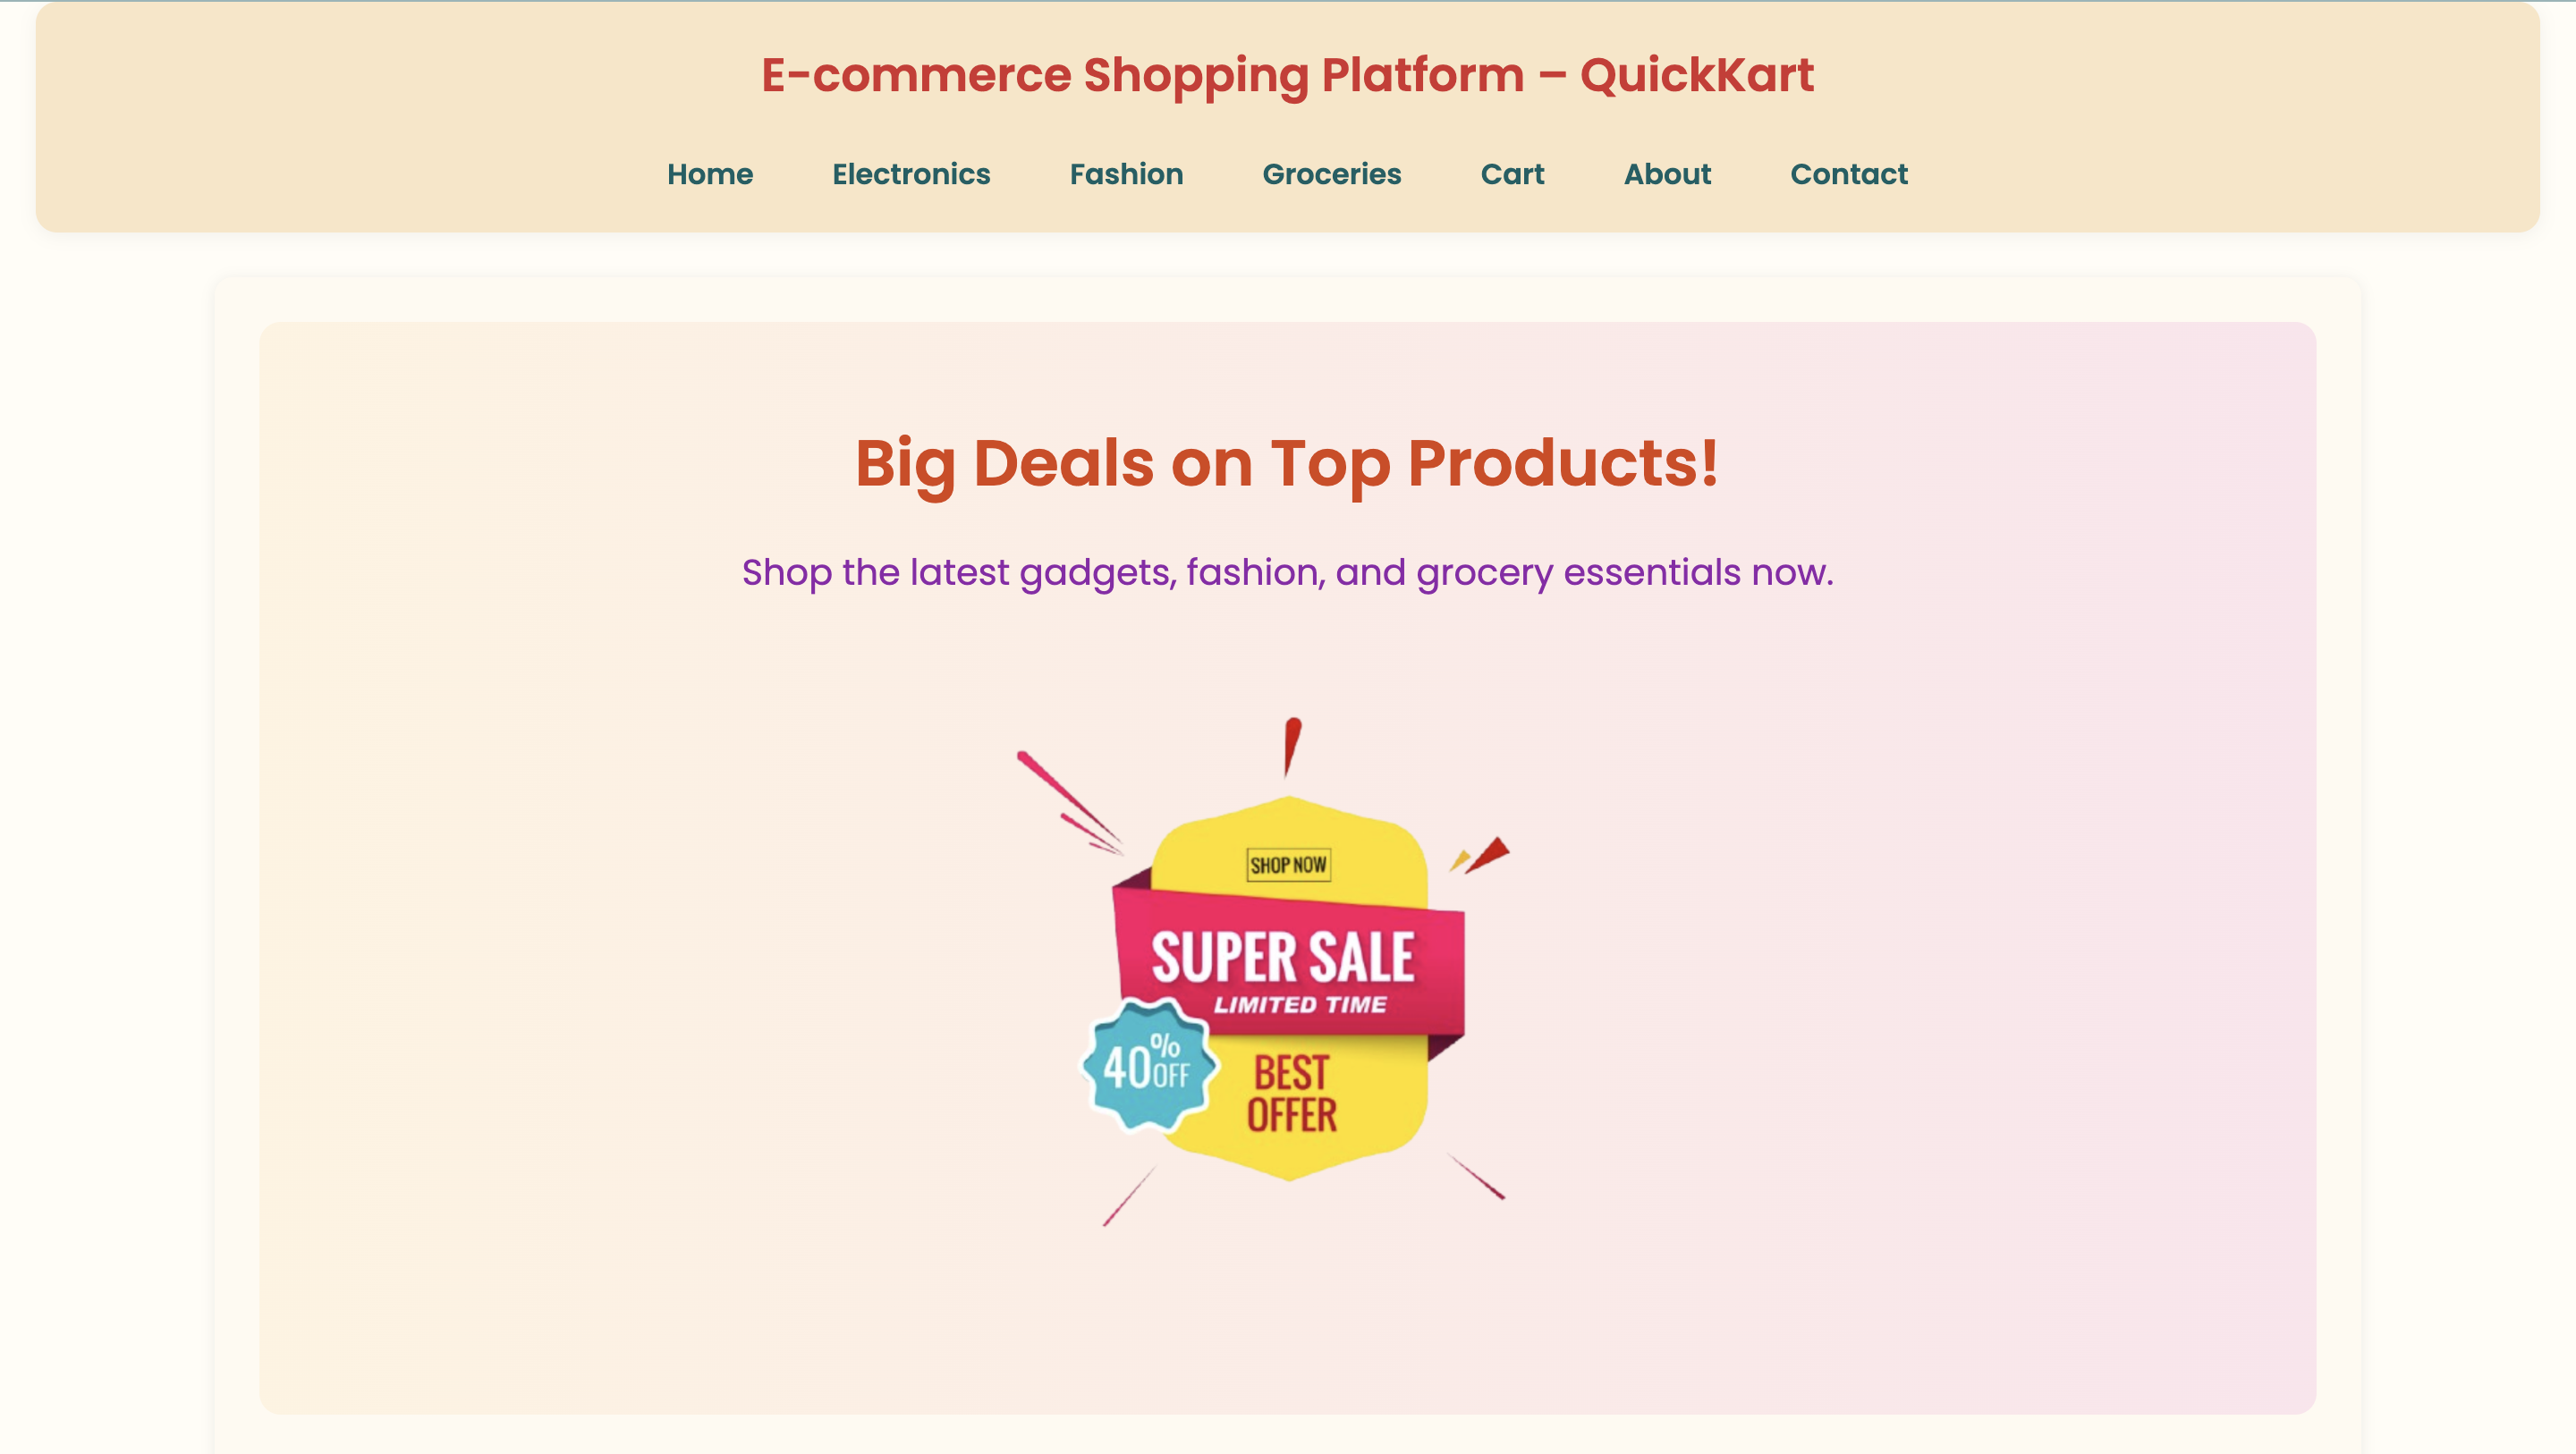 E-commerce Shopping Platform – QuickKart
Home Electronics Fashion Groceries Cart About Contact
Big Deals on Top Products!
Shop the latest gadgets, fashion, and grocery essentials now.
SHOP NOW
SUPER SALE
LIMITED TIME
40% OFF
BEST
OFFER